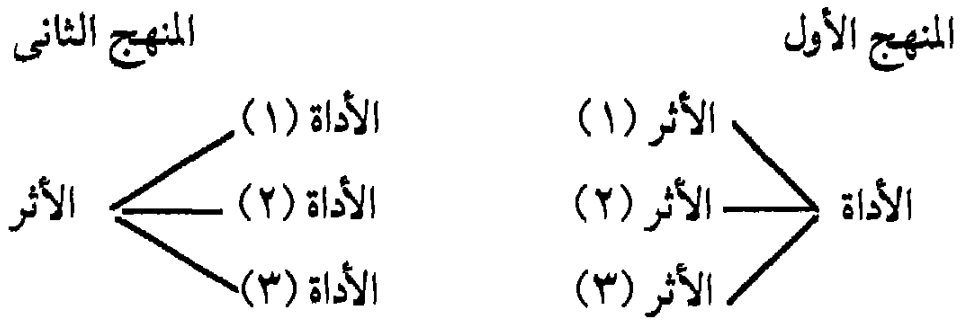 المنهج الأول المنهج الثانى
الأثر (١) الأداة (١)
الأداة الأثر (٢) الأداة (٢) الأثر
الأثر (٣) الأداة (٣)